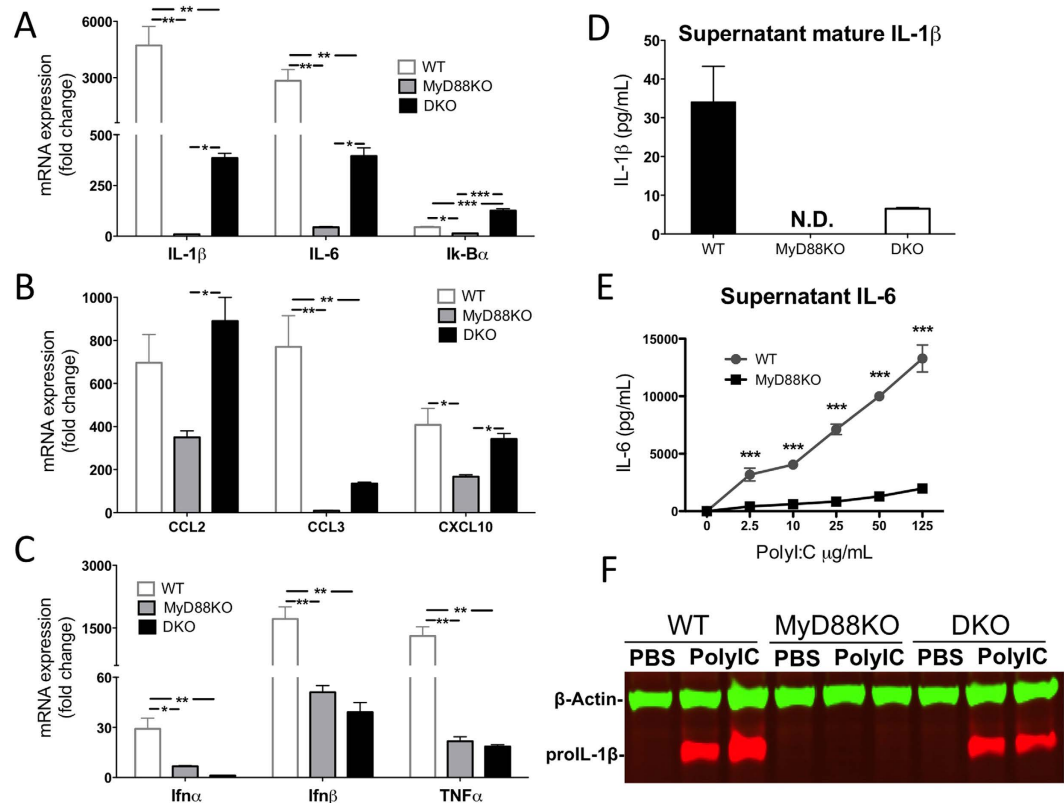 A
mRNA expression
(fold change)
6000
3000
500
250
0
** **
** **
* *
* *** ***
WT
MyD88KO
DKO
IL-1β IL-6 Ik-Bα
B
mRNA expression
(fold change)
1000
800
600
400
200
0
* ** ** * *
WT
MyD88KO
DKO
CCL2 CCL3 CXCL10
C
mRNA expression
(fold change)
3000
1500
60
30
0
WT
MyD88KO
DKO
** ** **
* ** **
Ifnα Ifnβ TNFα
D
Supernatant mature IL-1β
IL-1β (pg/mL)
50
40
30
20
10
0
N.D.
WT MyD88KO DKO
E
Supernatant IL-6
IL-6 (pg/mL)
15000
10000
5000
0
WT
MyD88KO
*** *** *** *** ***
0 2.5 10 25 50 125
PolyI:C μg/mL
F
WT MyD88KO DKO
PBS PolyIC PBS PolyIC PBS PolyIC
β-Actin-
proIL-1β-